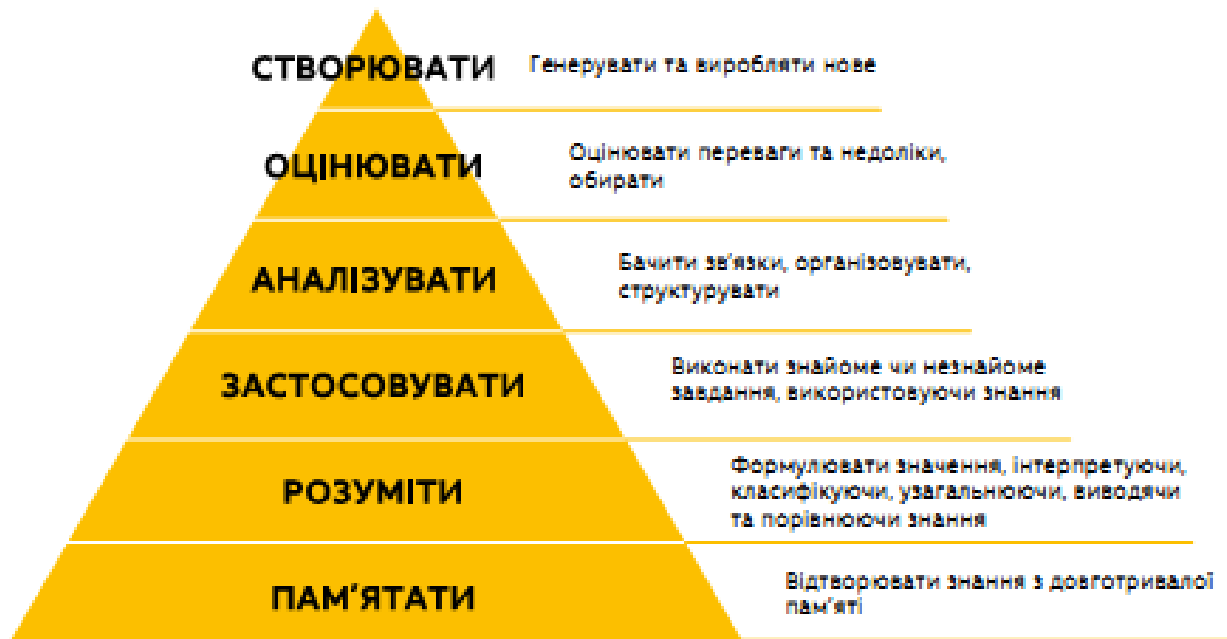 СТВОРЮВАТИ
Генерувати та виробляти нове
ОЦІНЮВАТИ
Оцінювати переваги та недоліки,
обирати
АНАЛІЗУВАТИ
Бачити зв'язки, організовувати,
структурувати
ЗАСТОСОВУВАТИ
Виконати знайоме чи незнайоме
завдання, використовуючи знання
РОЗУМІТИ
Формулювати значення, інтерпретуючи,
класифікуючи, узагальнюючи, виводячи
та порівнюючи знання
ПАМ'ЯТАТИ
Відтворювати знання з довготривалої
пам'яті